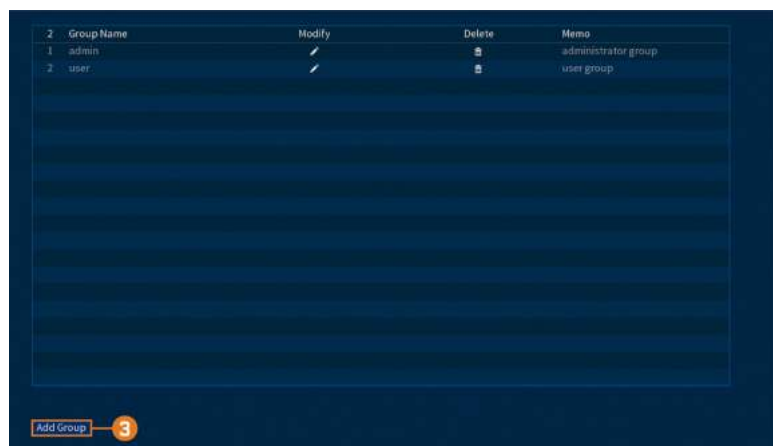 2 Group Name Modify Delete Memo
1 admin administrator group
2 user user group
Add Group 3